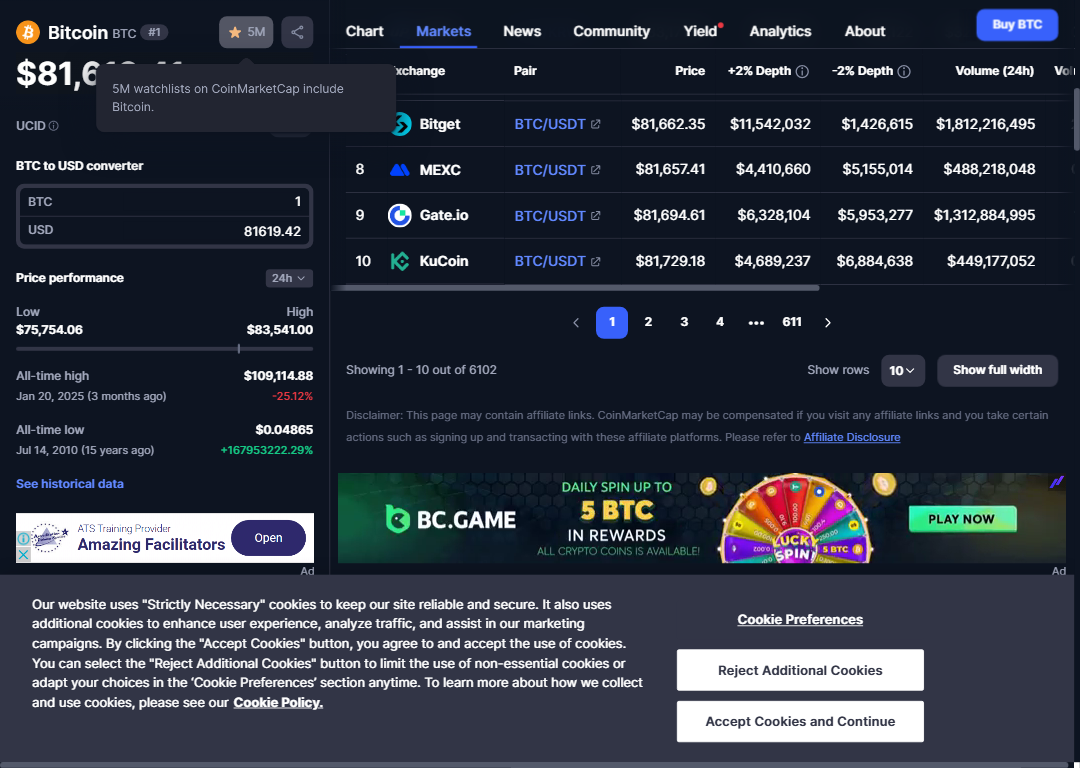 Bitcoin BTC #1
5M
5M watchlists on CoinMarketCap include
Bitcoin.
UCID
BTC to USD converter
BTC 1
USD 81619.42
Price performance
24h
Low High
$75,754.06 $83,541.00
All-time high $109,114.88
Jan 20, 2025 (3 months ago) -25.12%
All-time low $0.04865
Jul 14, 2010 (15 years ago) +167953222.29%
See historical data
ATS Training Provider
Amazing Facilitators
Open
Ad
Chart Markets News Community Yield Analytics About
Buy BTC
Pair Price +2% Depth -2% Depth Volume (24h)
Bitget BTC/USDT $81,662.35 $11,542,032 $1,426,615 $1,812,216,495
8 MEXC BTC/USDT $81,657.41 $4,410,660 $5,155,014 $488,218,048
9 Gate.io BTC/USDT $81,694.61 $6,328,104 $5,953,277 $1,312,884,995
10 KuCoin BTC/USDT $81,729.18 $4,689,237 $6,884,638 $449,177,052
1 2 3 4 ••• 611
Showing 1 - 10 out of 6102
Show rows 10
Show full width
Disclaimer: This page may contain affiliate links. CoinMarketCap may be compensated if you visit any affiliate links and you take certain
actions such as signing up and transacting with these affiliate platforms. Please refer to Affiliate Disclosure
BC.GAME
DAILY SPIN UP TO
5 BTC
IN REWARDS
ALL CRYPTO COINS IS AVAILABLE!
LUCK
SPIN
5 BTC
PLAY NOW
Ad
Our website uses "Strictly Necessary" cookies to keep our site reliable and secure. It also uses
additional cookies to enhance user experience, analyze traffic, and assist in our marketing
campaigns. By clicking the "Accept Cookies" button, you agree to and accept the use of cookies.
You can select the "Reject Additional Cookies" button to limit the use of non-essential cookies or
adapt your choices in the ‘Cookie Preferences’ section anytime. To learn more about how we collect
and use cookies, please see our Cookie Policy.
Cookie Preferences
Reject Additional Cookies
Accept Cookies and Continue